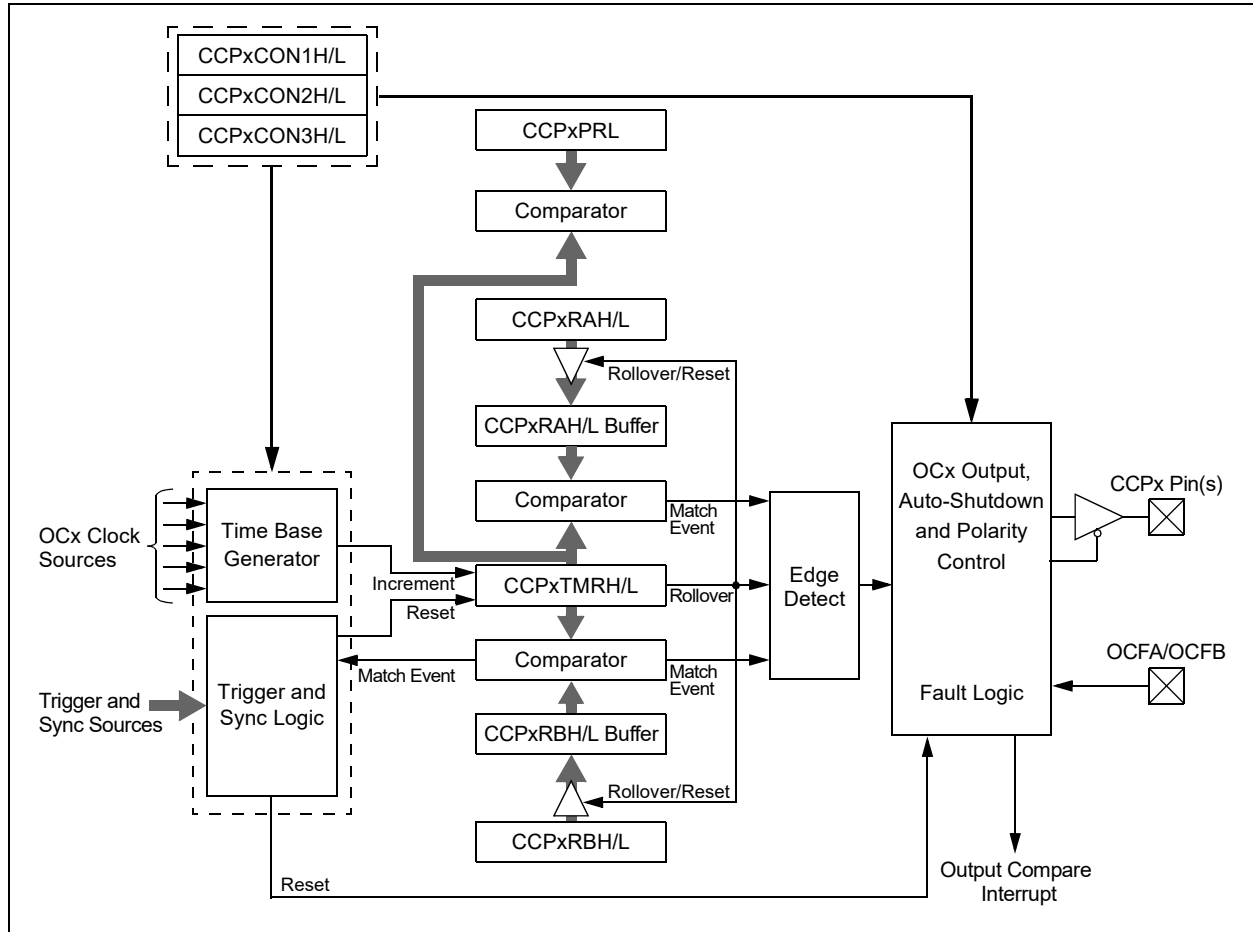 CCPxCON1H/L
CCPxCON2H/L
CCPxCON3H/L
CCPxPRL
Comparator
CCPxRAH/L
Rollover/Reset
CCPxRAH/L Buffer
Comparator
Match
Event
OCx Clock
Sources
Time Base
Generator
Increment
Reset
CCPxTMRH/L
Rollover
Edge
Detect
OCx Output,
Auto-Shutdown
and Polarity
Control
CCPx Pin(s)
Comparator
Match Event
Match
Event
Trigger and
Sync Sources
Trigger and
Sync Logic
CCPxRBH/L Buffer
Rollover/Reset
CCPxRBH/L
Fault Logic
OCFA/OCFB
Reset
Output Compare
Interrupt